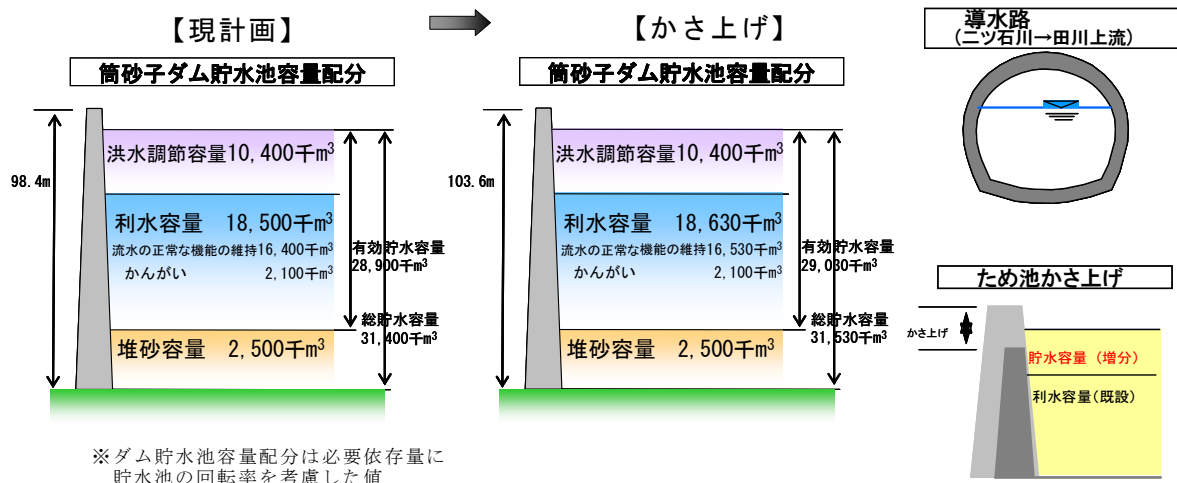 【現計画】
筒砂子ダム貯水池容量配分
98.4m
洪水調節容量10,400千m³
利水容量 18,500千m³
流水の正常な機能の維持16,400千m³
かんがい 2,100千m³
有効貯水容量
28,900千m³
総貯水容量
31,400千m³
堆砂容量 2,500千m³
※ダム貯水池容量配分は必要依存量に
貯水池の回転率を考慮した値
【かさ上げ】
筒砂子ダム貯水池容量配分
103.6m
洪水調節容量10,400千m³
利水容量 18,630千m³
流水の正常な機能の維持16,530千m³
かんがい 2,100千m³
有効貯水容量
29,030千m³
総貯水容量
31,530千m³
堆砂容量 2,500千m³
導水路
(二ツ石川→田川上流)
ため池かさ上げ
かさ上げ
貯水容量（増分）
利水容量(既設)